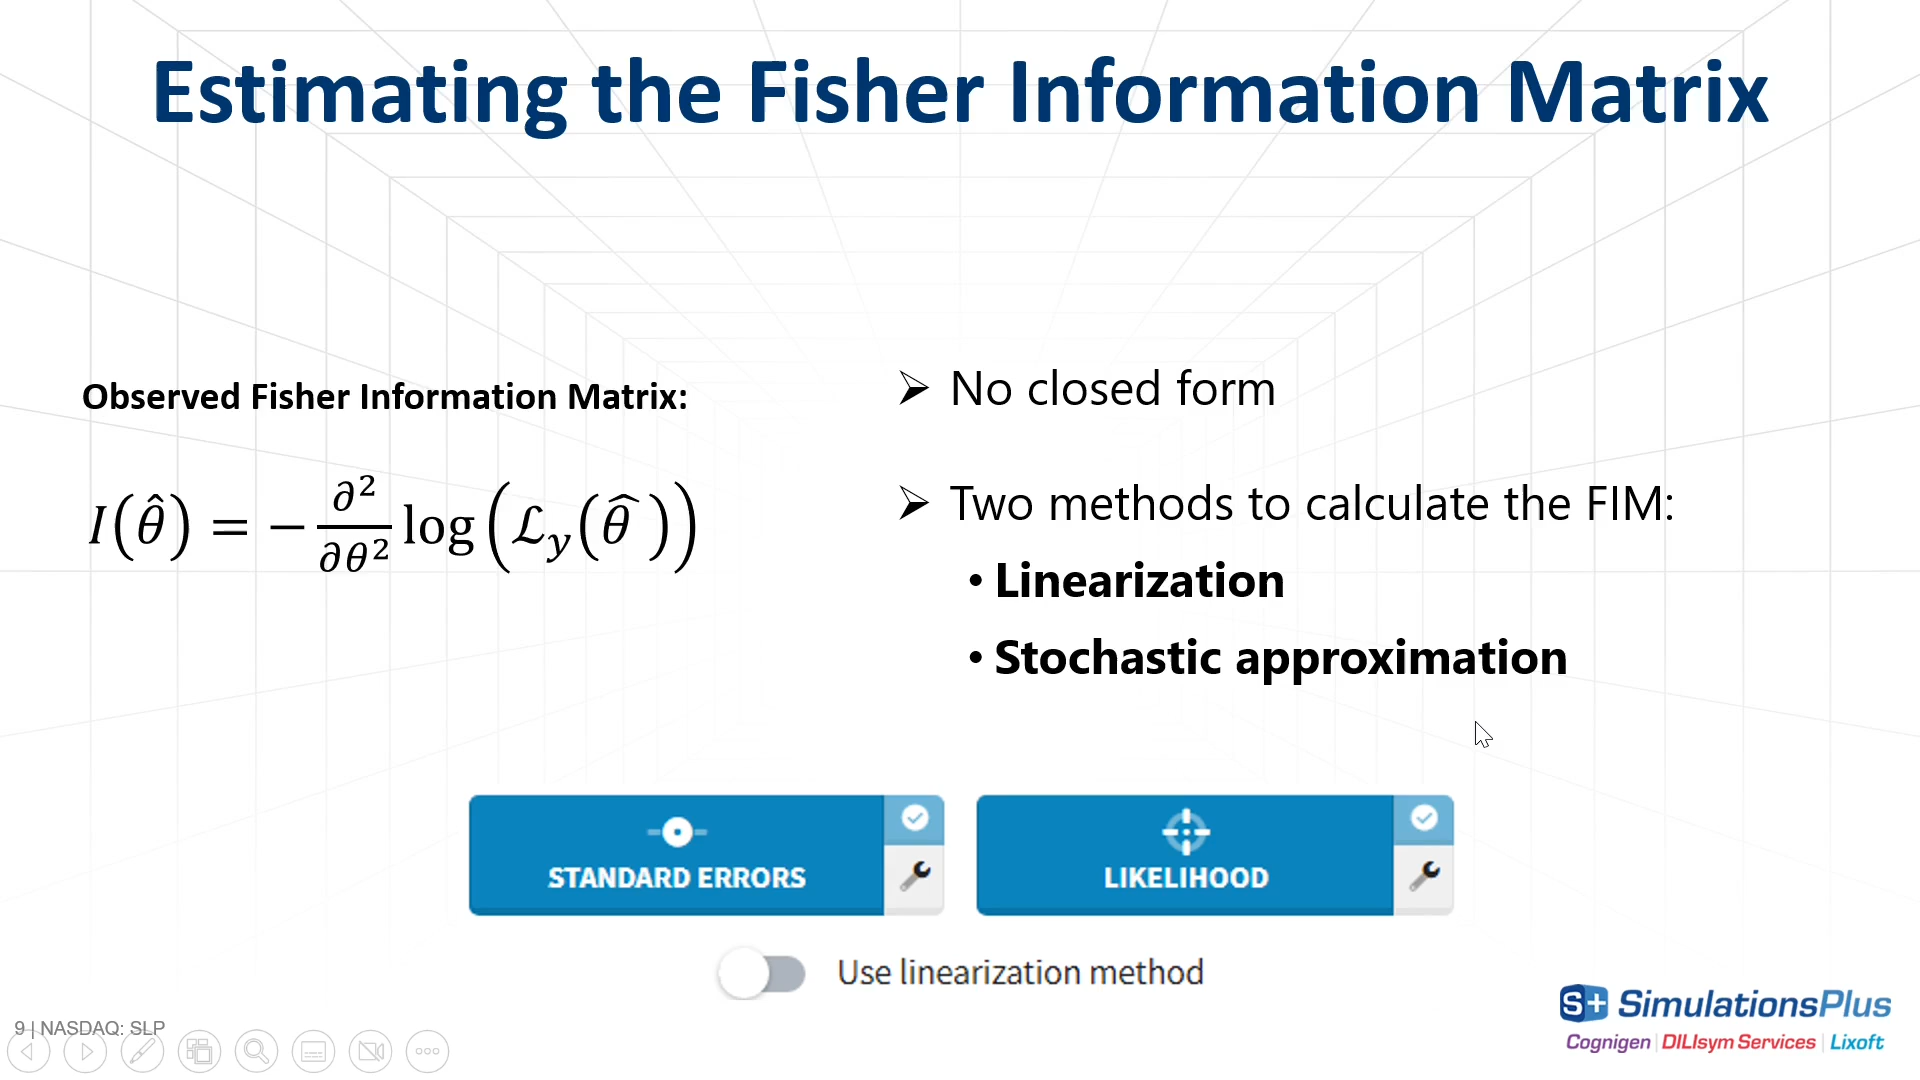 Estimating the Fisher Information Matrix
Observed Fisher Information Matrix:
I(θ̂) = − ∂²/∂θ² log(ℒ_y(θ̂))
➢ No closed form
➢ Two methods to calculate the FIM:
• Linearization
• Stochastic approximation
STANDARD ERRORS
LIKELIHOOD
Use linearization method
9 | NASDAQ: SLP
S+ SimulationsPlus
Cognigen | DILIsym Services | Lixoft